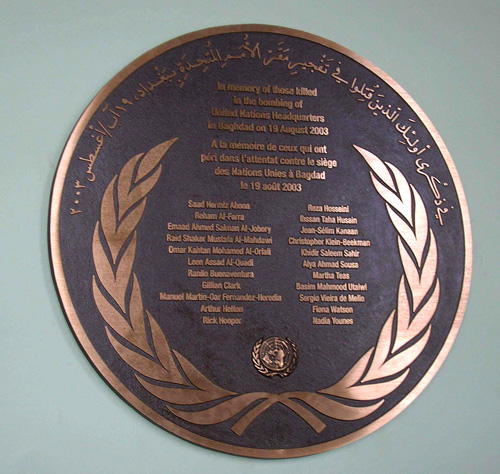 في ذكرى أولئك الذين قتلوا في تفجير مقر الأمم المتحدة ببغداد، ١٩ آب/أغسطس ٢٠٠٣
In memory of those killed
in the bombing of
United Nations Headquarters
in Baghdad on 19 August 2003
A la mémoire de ceux qui ont
péri dans l'attentat contre le siège
des Nations Unies à Bagdad
le 19 août 2003
Saad Hermiz Abona
Reham Al-Farra
Emaad Ahmed Salman Al-Jobory
Raid Shaker Mustafa Al-Mahdawi
Omar Kahtan Mohamed Al-Orfali
Leen Assad Al-Quadi
Ranilo Buenaventura
Gillian Clark
Manuel Martin-Oar Fernandez-Heredia
Arthur Helton
Rick Hooper
Reza Hosseini
Ihssan Taha Husain
Jean-Sélim Kanaan
Christopher Klein-Beekman
Khidir Saleem Sahir
Alya Ahmad Sousa
Martha Teas
Basim Mahmood Utaiwi
Sergio Vieira de Mello
Fiona Watson
Nadia Younes